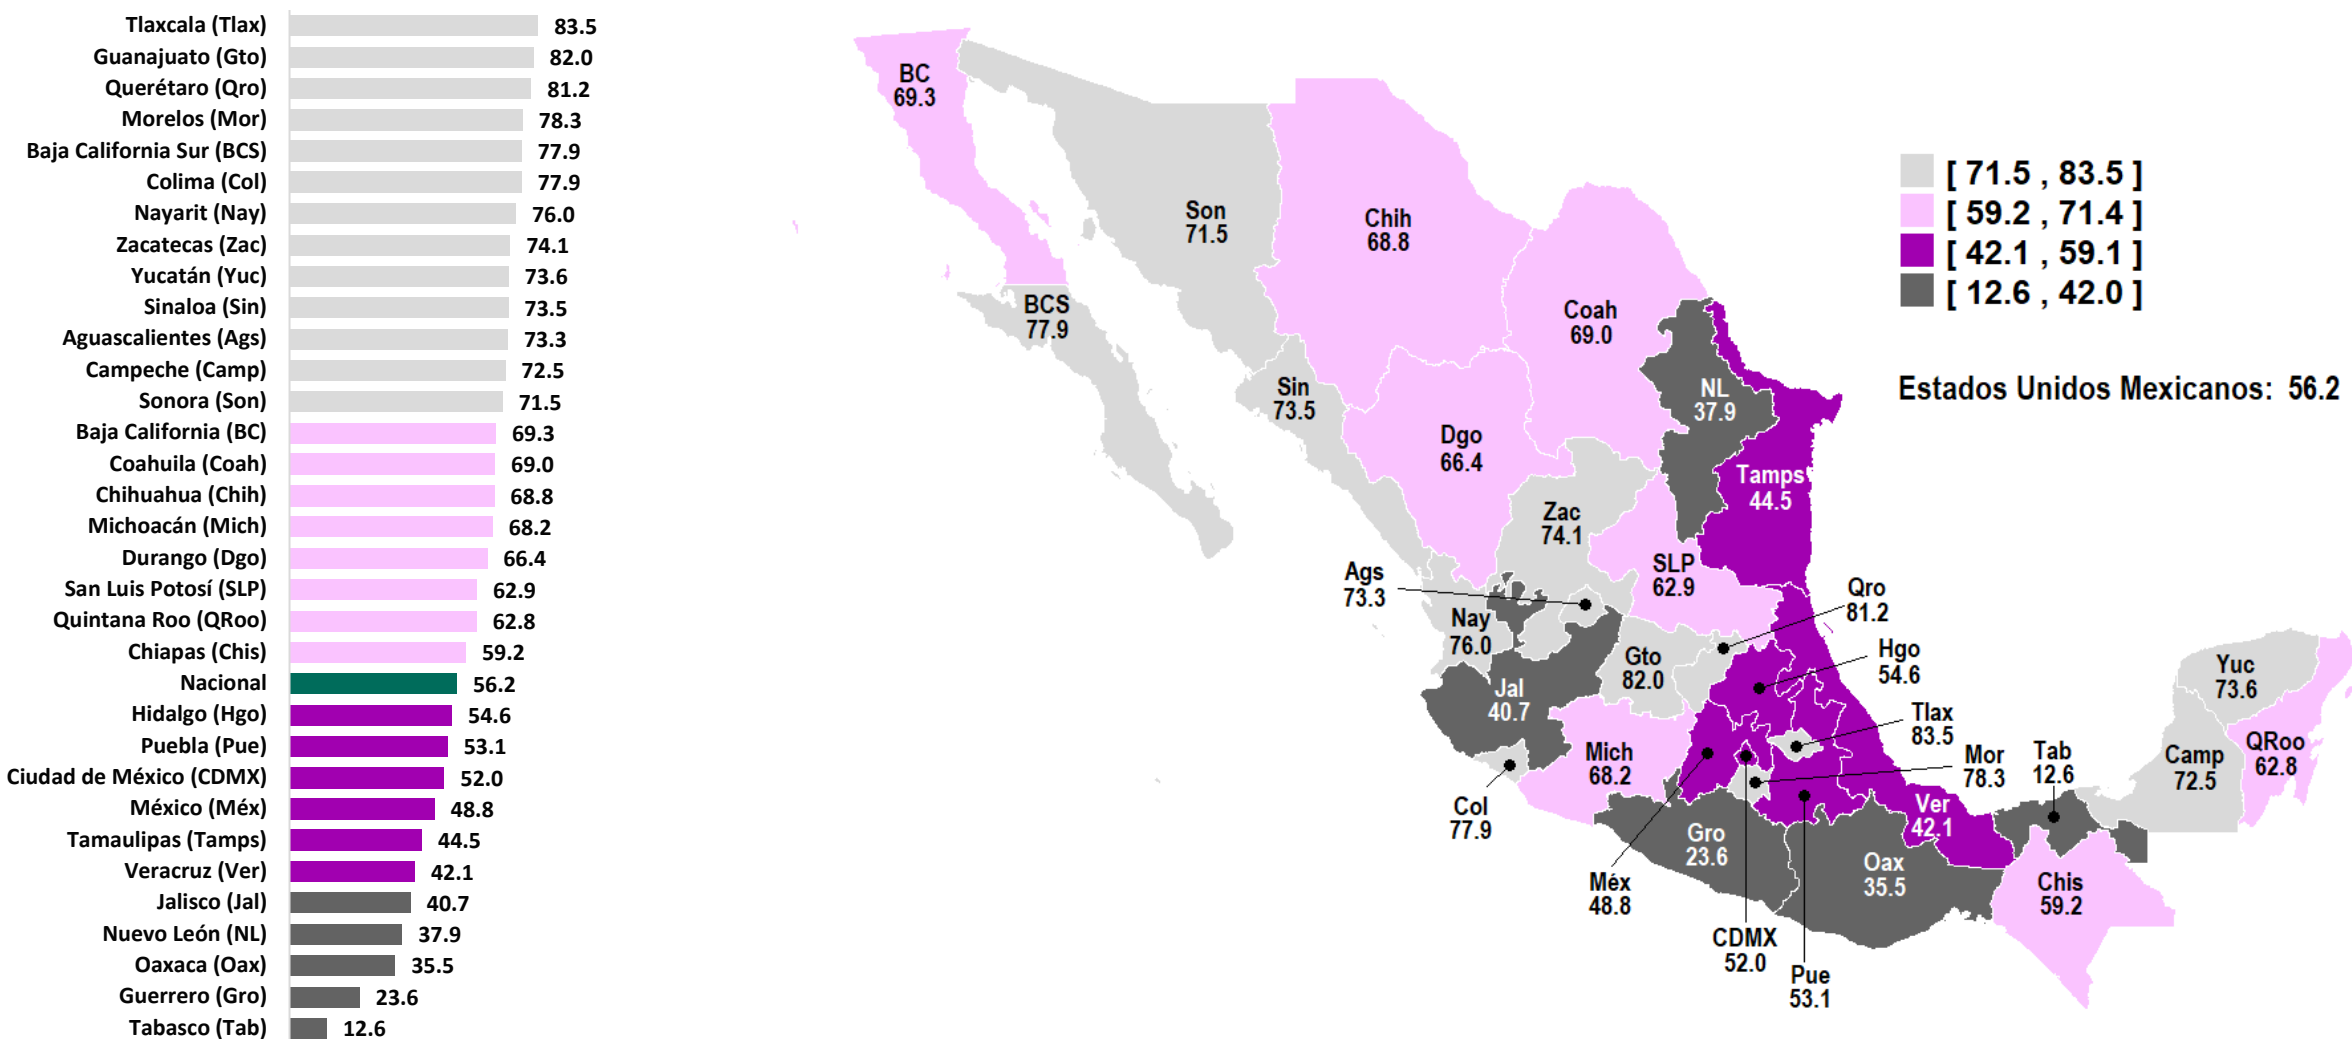 Tlaxcala (Tlax) 83.5
Guanajuato (Gto) 82.0
Querétaro (Qro) 81.2
Morelos (Mor) 78.3
Baja California Sur (BCS) 77.9
Colima (Col) 77.9
Nayarit (Nay) 76.0
Zacatecas (Zac) 74.1
Yucatán (Yuc) 73.6
Sinaloa (Sin) 73.5
Aguascalientes (Ags) 73.3
Campeche (Camp) 72.5
Sonora (Son) 71.5
Baja California (BC) 69.3
Coahuila (Coah) 69.0
Chihuahua (Chih) 68.8
Michoacán (Mich) 68.2
Durango (Dgo) 66.4
San Luis Potosí (SLP) 62.9
Quintana Roo (QRoo) 62.8
Chiapas (Chis) 59.2
Nacional 56.2
Hidalgo (Hgo) 54.6
Puebla (Pue) 53.1
Ciudad de México (CDMX) 52.0
México (Méx) 48.8
Tamaulipas (Tamps) 44.5
Veracruz (Ver) 42.1
Jalisco (Jal) 40.7
Nuevo León (NL) 37.9
Oaxaca (Oax) 35.5
Guerrero (Gro) 23.6
Tabasco (Tab) 12.6
BC
69.3
Son
71.5
Chih
68.8
BCS
77.9
Coah
69.0
Sin
73.5
NL
37.9
Dgo
66.4
Tamps
44.5
Zac
74.1
SLP
62.9
Ags
73.3
Qro
81.2
Nay
76.0
Gto
82.0
Hgo
54.6
Jal
40.7
Tlax
83.5
Mich
68.2
Mor
78.3
Tab
12.6
Yuc
73.6
Camp
72.5
QRoo
62.8
Col
77.9
Ver
42.1
Gro
23.6
Oax
35.5
Méx
48.8
Chis
59.2
CDMX
52.0
Pue
53.1
[ 71.5 , 83.5 ]
[ 59.2 , 71.4 ]
[ 42.1 , 59.1 ]
[ 12.6 , 42.0 ]
Estados Unidos Mexicanos: 56.2